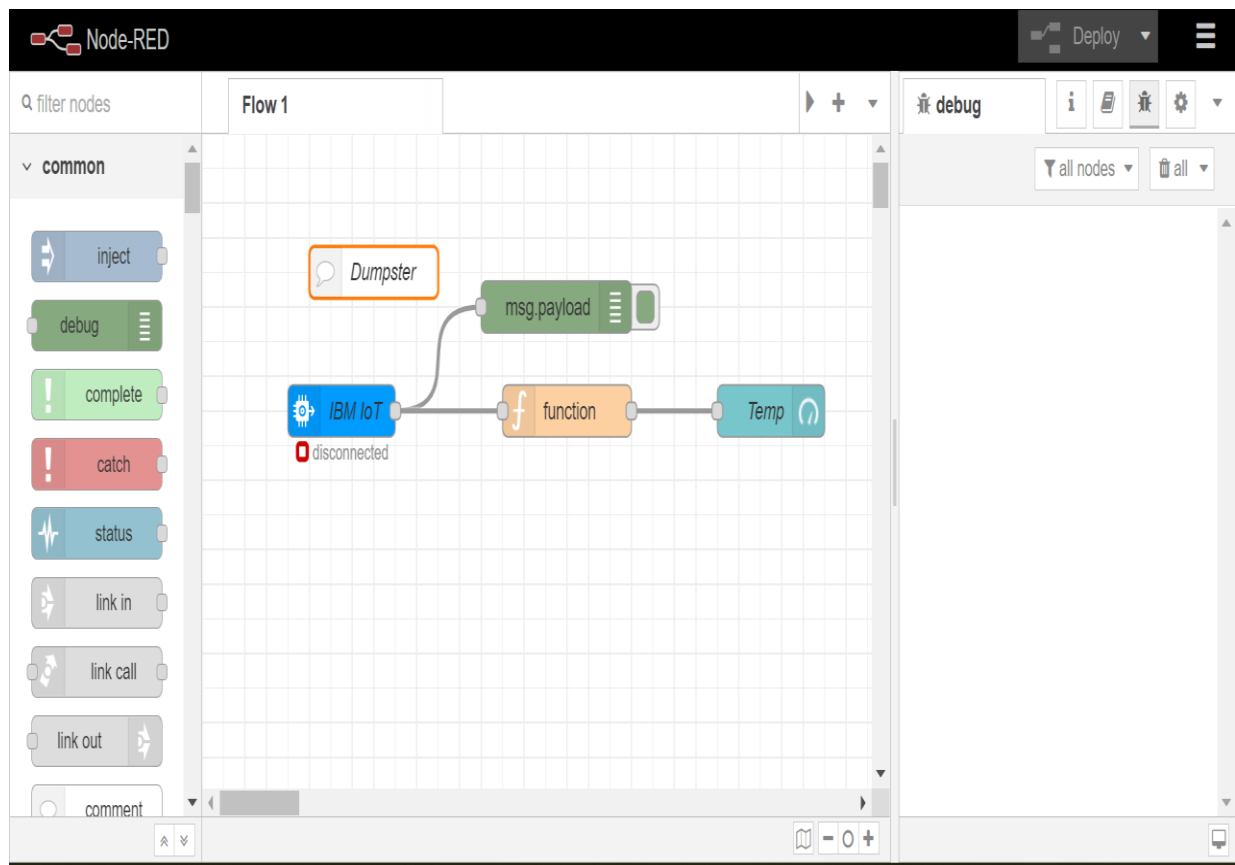 Node-RED
Deploy
filter nodes
Flow 1
debug
i
all nodes
all
common
inject
debug
complete
catch
status
link in
link call
link out
comment
Dumpster
msg.payload
IBM IoT
function
Temp
disconnected